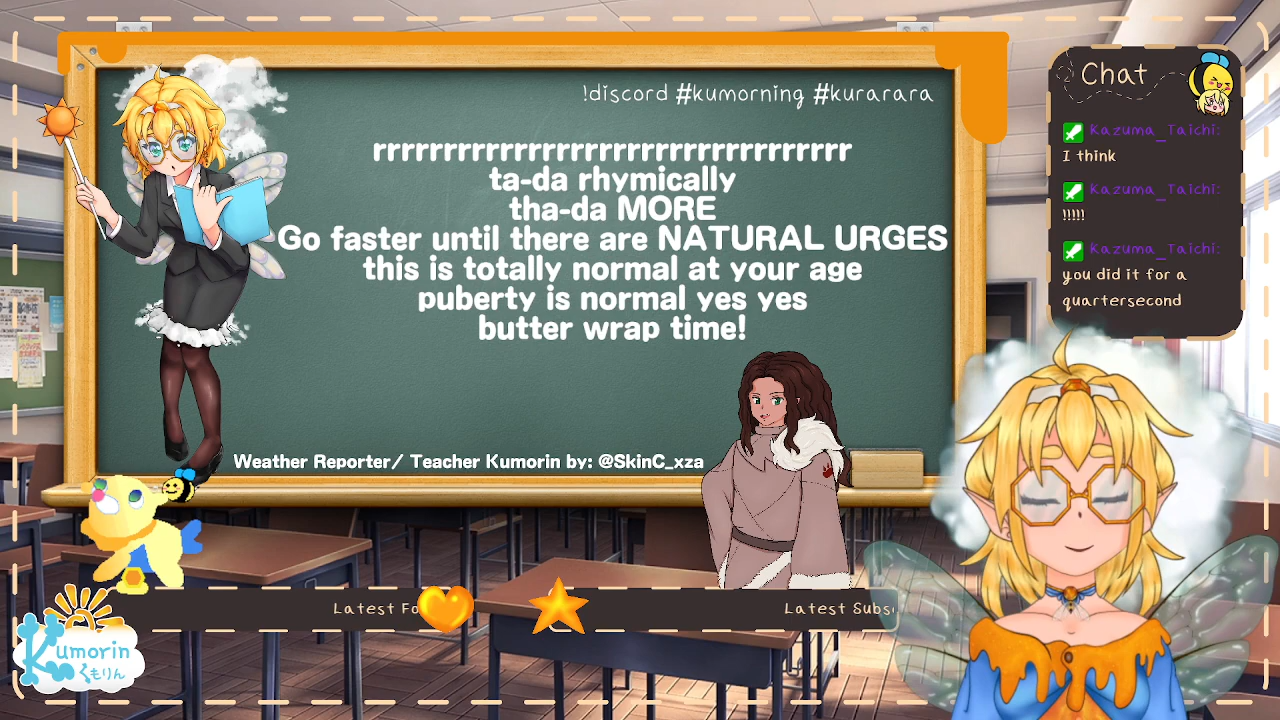 !discord #kumorning #kurarara
rrrrrrrrrrrrrrrrrrrrrrrrrrrrrrrrrr
ta-da rhymically
tha-da MORE
Go faster until there are NATURAL URGES
this is totally normal at your age
puberty is normal yes yes
butter wrap time!
Weather Reporter/ Teacher Kumorin by: @SkinC_xza
Chat
Kazuma_Taichi:
I think
Kazuma_Taichi:
!!!!!
Kazuma_Taichi:
you did it for a
quartersecond
Latest Fo
Latest Subs
Kumorin
くもりん